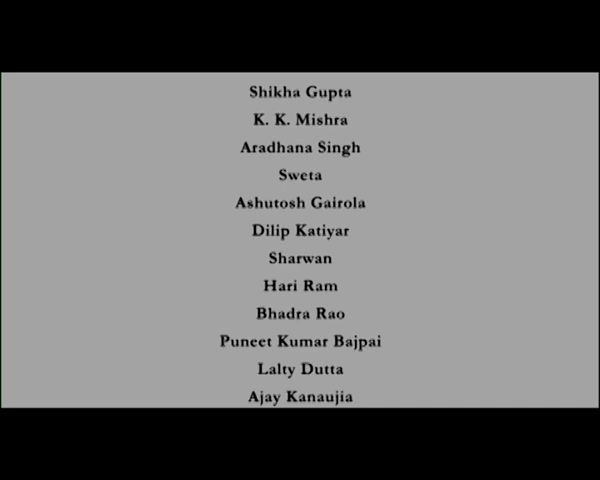 Shikha Gupta
K. K. Mishra
Aradhana Singh
Sweta
Ashutosh Gairola
Dilip Katiyar
Sharwan
Hari Ram
Bhadra Rao
Puneet Kumar Bajpai
Lalty Dutta
Ajay Kanaujia